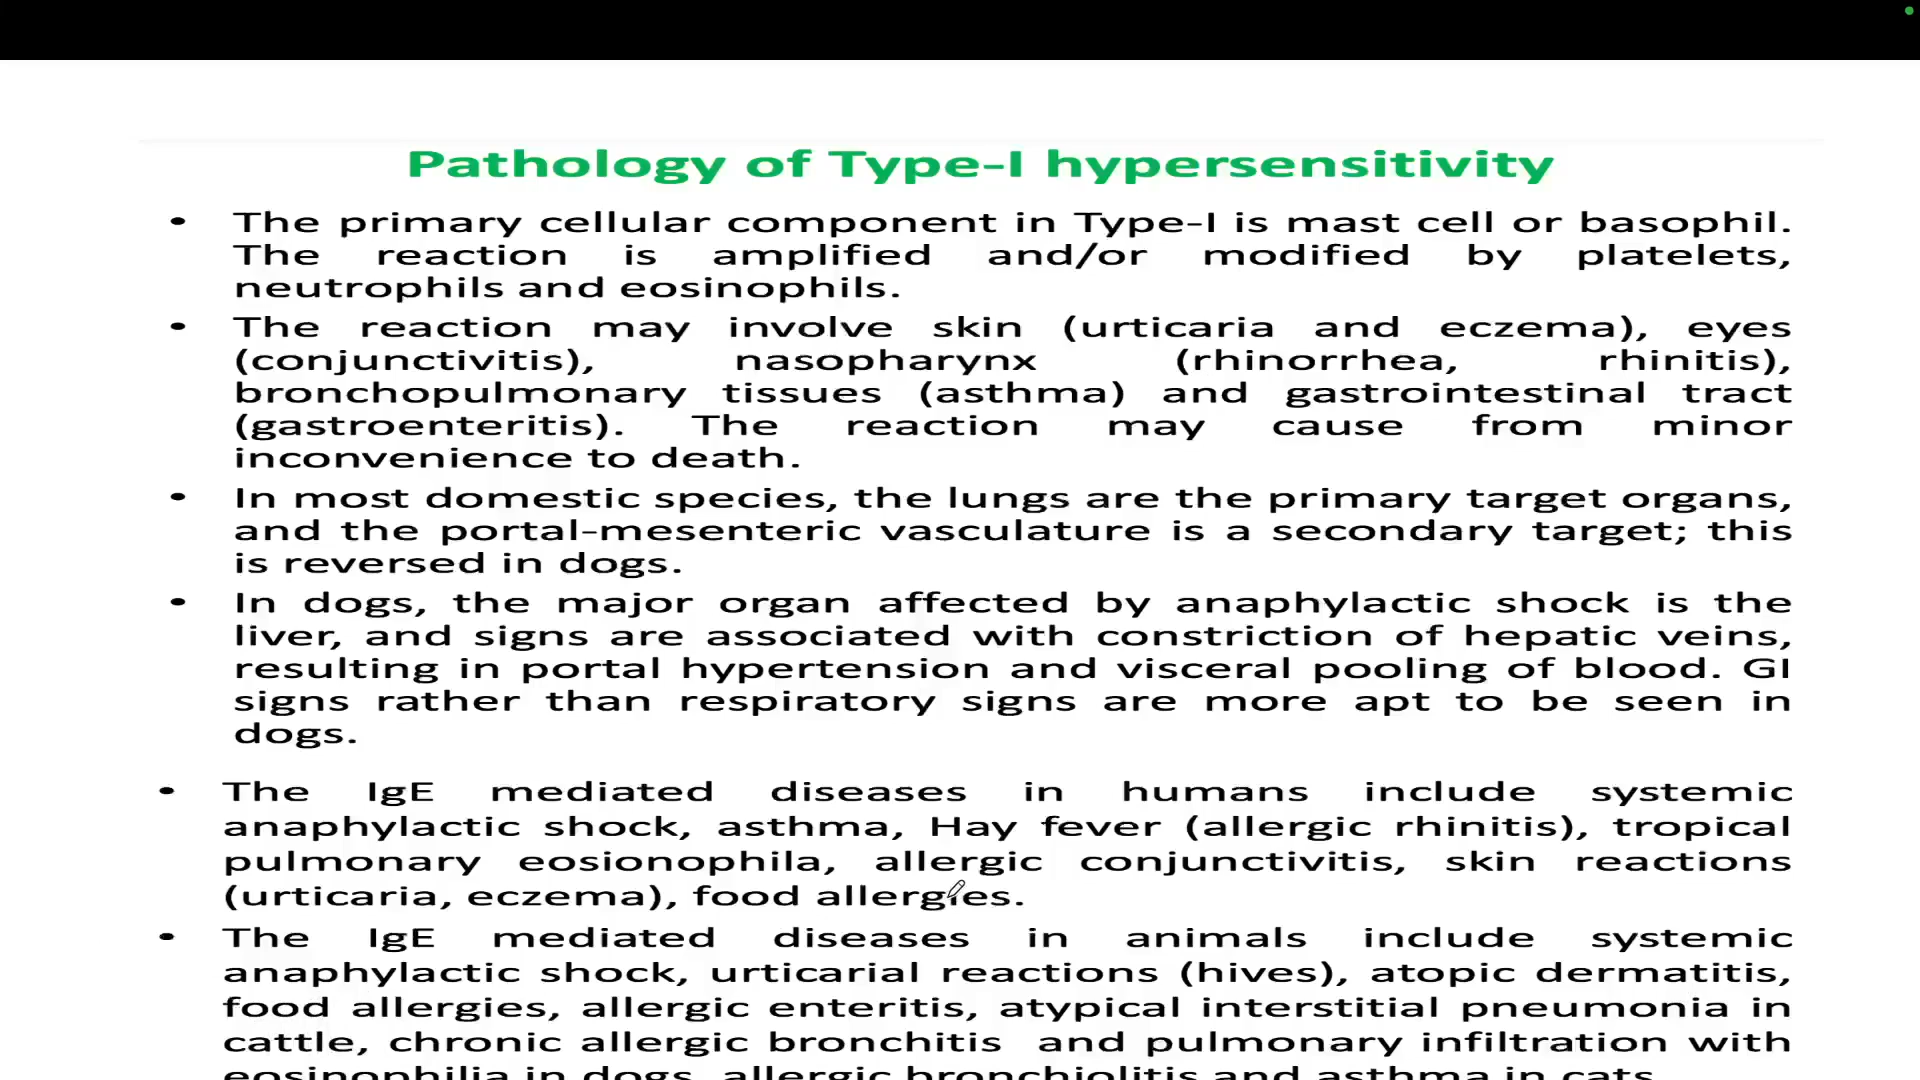 Pathology of Type-I hypersensitivity
• The primary cellular component in Type-I is mast cell or basophil.
The reaction is amplified and/or modified by platelets,
neutrophils and eosinophils.
• The reaction may involve skin (urticaria and eczema), eyes
(conjunctivitis), nasopharynx (rhinorrhea, rhinitis),
bronchopulmonary tissues (asthma) and gastrointestinal tract
(gastroenteritis). The reaction may cause from minor
inconvenience to death.
• In most domestic species, the lungs are the primary target organs,
and the portal-mesenteric vasculature is a secondary target; this
is reversed in dogs.
• In dogs, the major organ affected by anaphylactic shock is the
liver, and signs are associated with constriction of hepatic veins,
resulting in portal hypertension and visceral pooling of blood. GI
signs rather than respiratory signs are more apt to be seen in
dogs.
• The IgE mediated diseases in humans include systemic
anaphylactic shock, asthma, Hay fever (allergic rhinitis), tropical
pulmonary eosionophila, allergic conjunctivitis, skin reactions
(urticaria, eczema), food allergies.
• The IgE mediated diseases in animals include systemic
anaphylactic shock, urticarial reactions (hives), atopic dermatitis,
food allergies, allergic enteritis, atypical interstitial pneumonia in
cattle, chronic allergic bronchitis and pulmonary infiltration with
eosinophilia in dogs, allergic bronchiolitis and asthma in cats